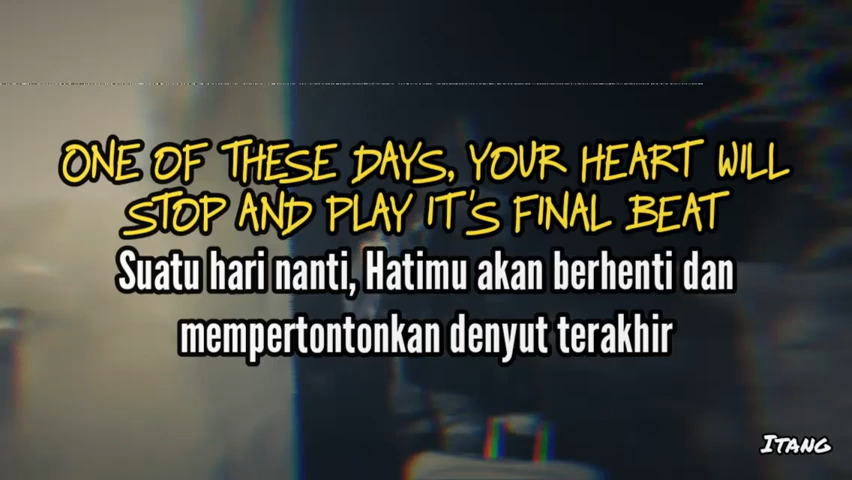 ONE OF THESE DAYS, YOUR HEART WILL
STOP AND PLAY IT'S FINAL BEAT
Suatu hari nanti, Hatimu akan berhenti dan
mempertontonkan denyut terakhir
Itang